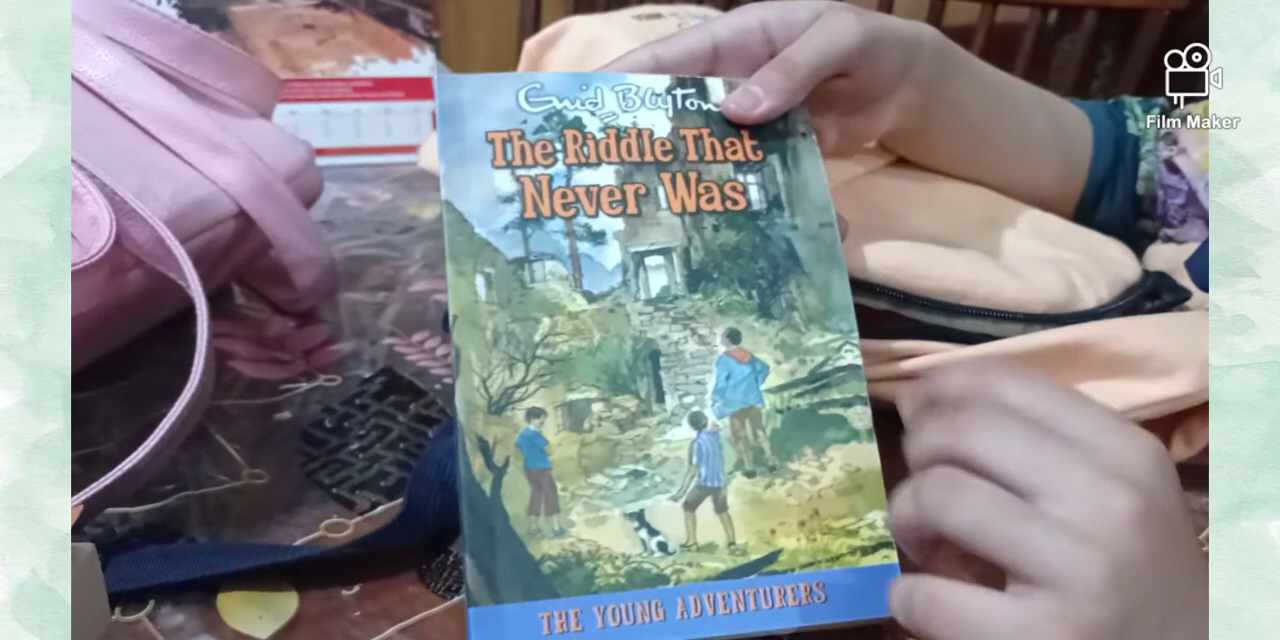 Enid Blyton
The Riddle That
Never Was
THE YOUNG ADVENTURERS
Film Maker